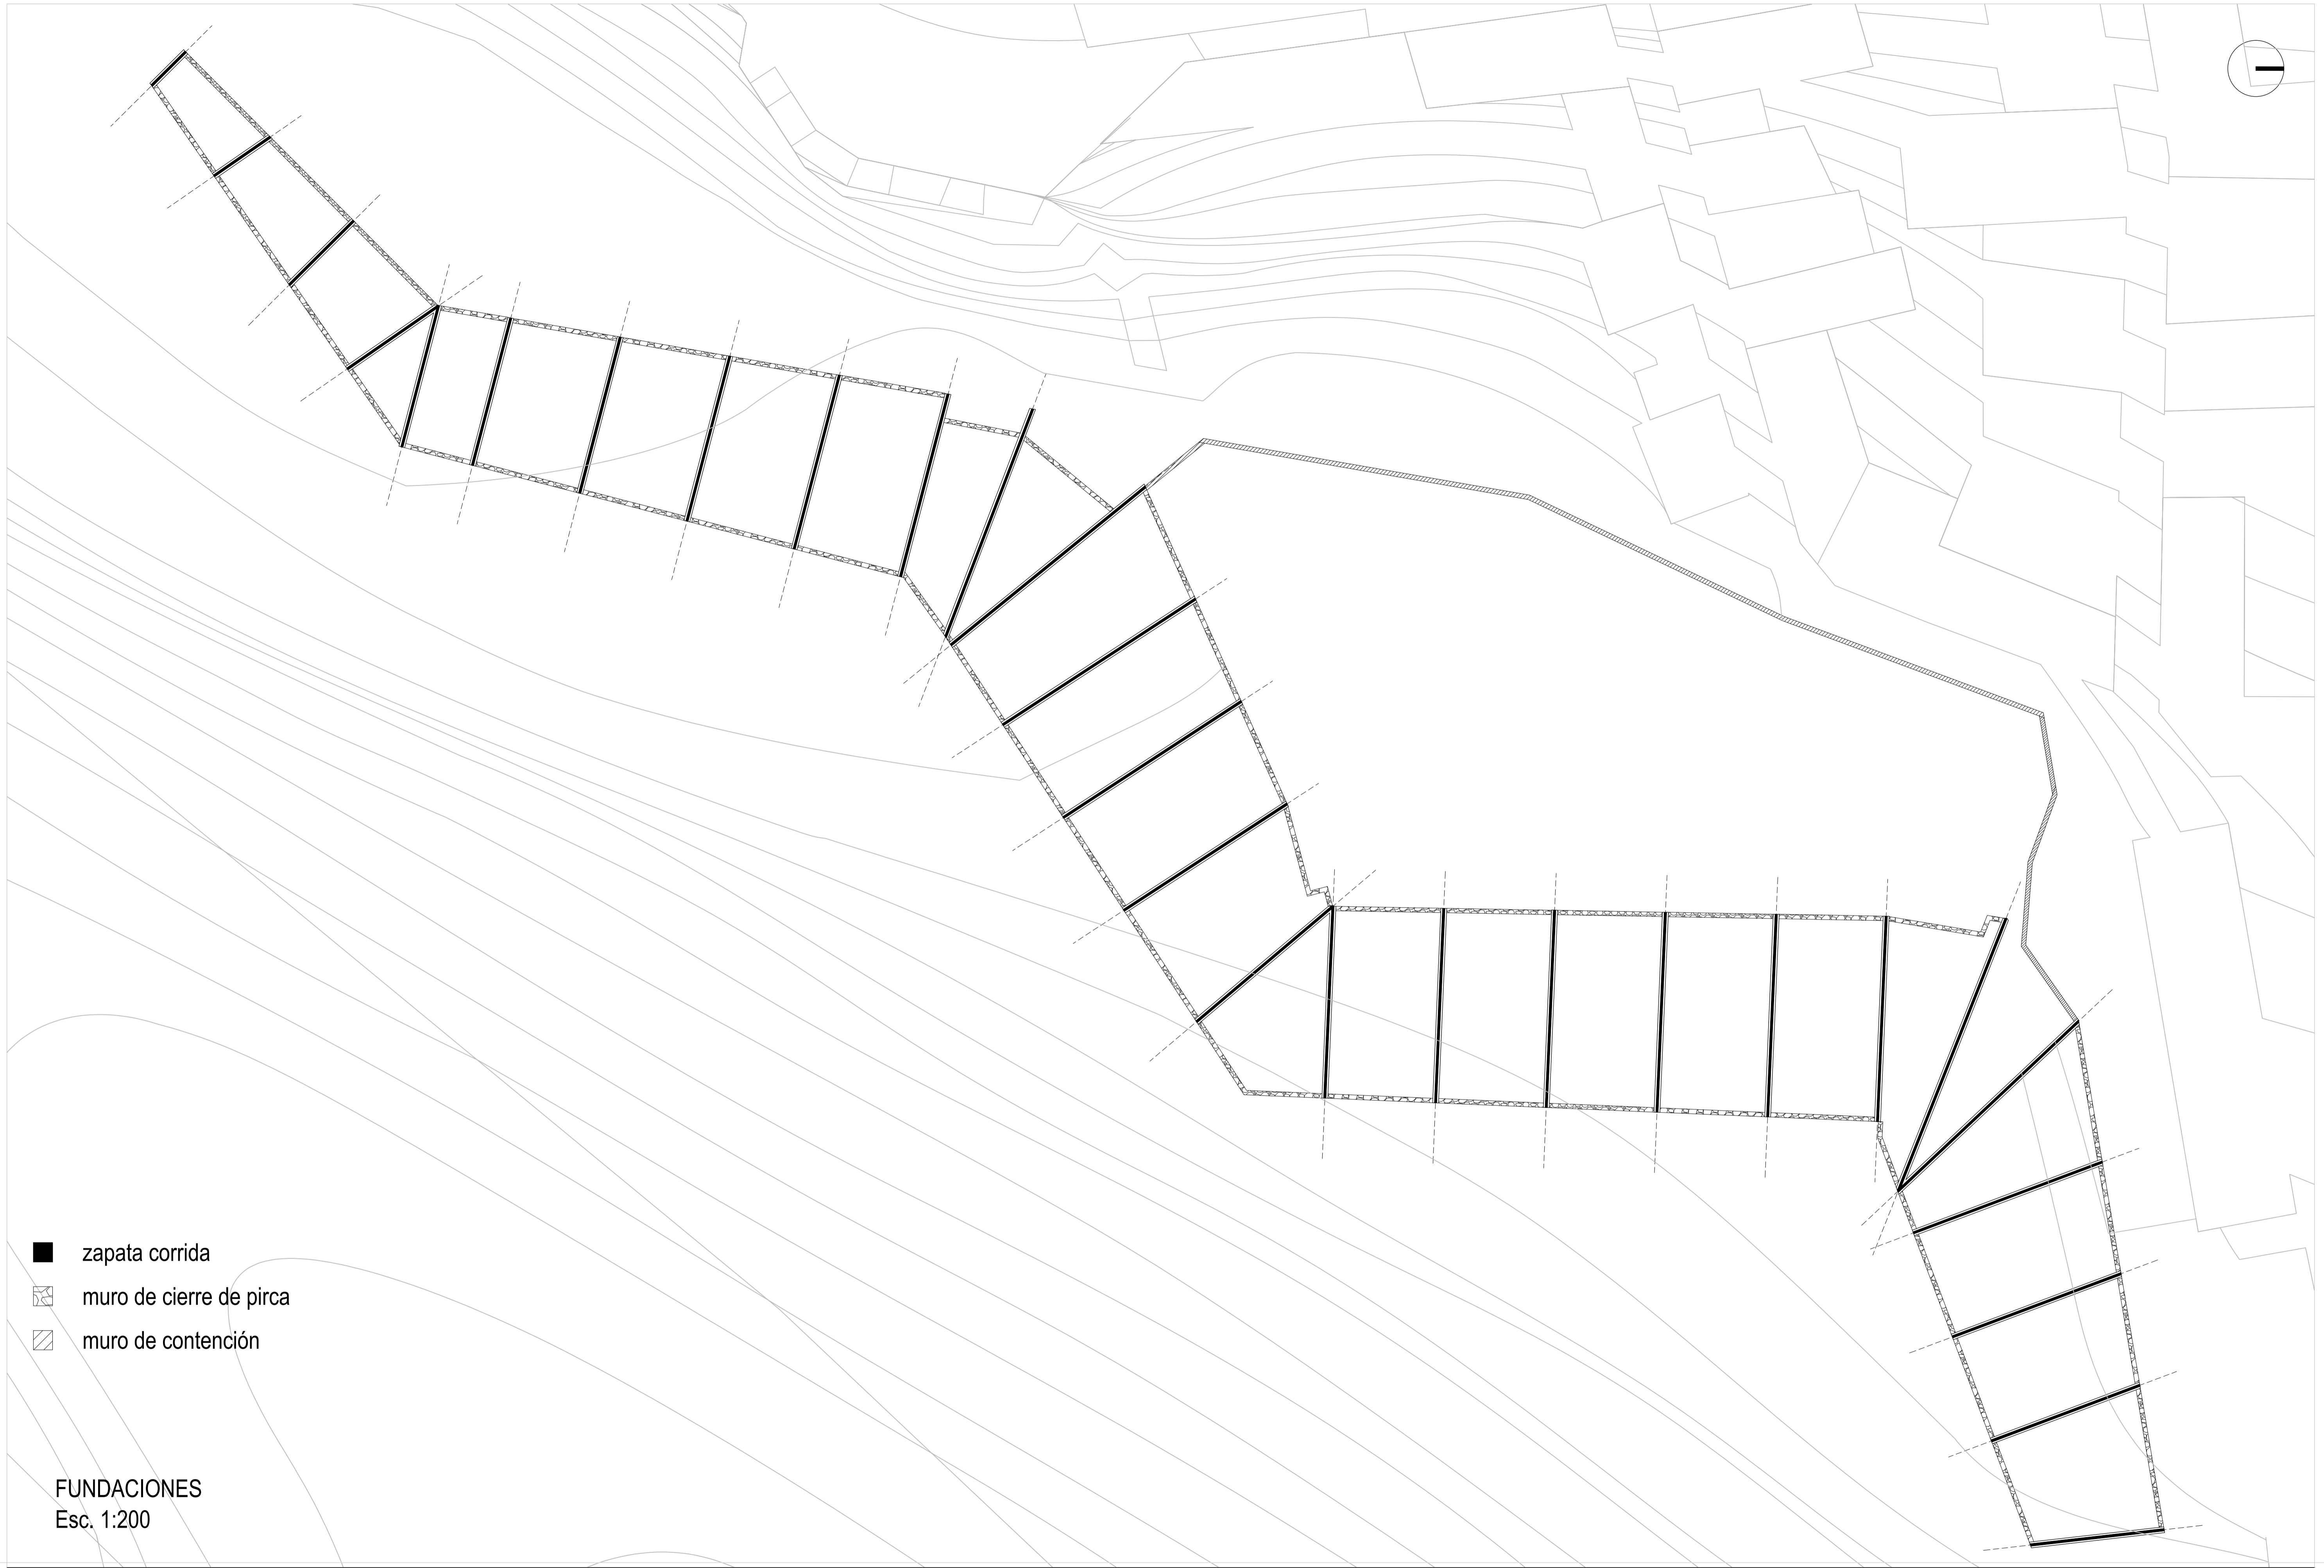 zapata corrida
muro de cierre de pirca
muro de contención
FUNDACIONES
Esc. 1:200